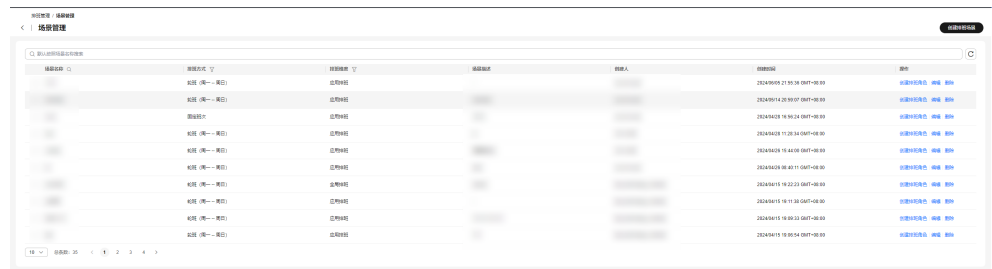 排班管理 / 场景管理
场景管理
创建排班场景
默认按照场景名称搜索
场景名称 排班方式 排班维度 场景描述 创建人 创建时间 操作
轮班 (周一 -- 周日) 应用排班 2024/06/05 21:55:38 GMT+08:00 创建排班角色 编辑 删除
轮班 (周一 -- 周日) 应用排班 2024/05/14 20:59:07 GMT+08:00 创建排班角色 编辑 删除
固定班次 应用排班 2024/04/28 16:56:24 GMT+08:00 创建排班角色 编辑 删除
轮班 (周一 -- 周日) 应用排班 2024/04/28 11:28:34 GMT+08:00 创建排班角色 编辑 删除
轮班 (周一 -- 周日) 应用排班 2024/04/26 15:44:00 GMT+08:00 创建排班角色 编辑 删除
轮班 (周一 -- 周日) 应用排班 2024/04/26 08:40:11 GMT+08:00 创建排班角色 编辑 删除
轮班 (周一 -- 周日) 全局排班 2024/04/15 19:22:23 GMT+08:00 创建排班角色 编辑 删除
轮班 (周一 -- 周日) 应用排班 2024/04/15 19:11:38 GMT+08:00 创建排班角色 编辑 删除
轮班 (周一 -- 周日) 应用排班 2024/04/15 19:09:33 GMT+08:00 创建排班角色 编辑 删除
轮班 (周一 -- 周日) 应用排班 2024/04/15 19:06:54 GMT+08:00 创建排班角色 编辑 删除
10 总条数: 35 < 1 2 3 4 >